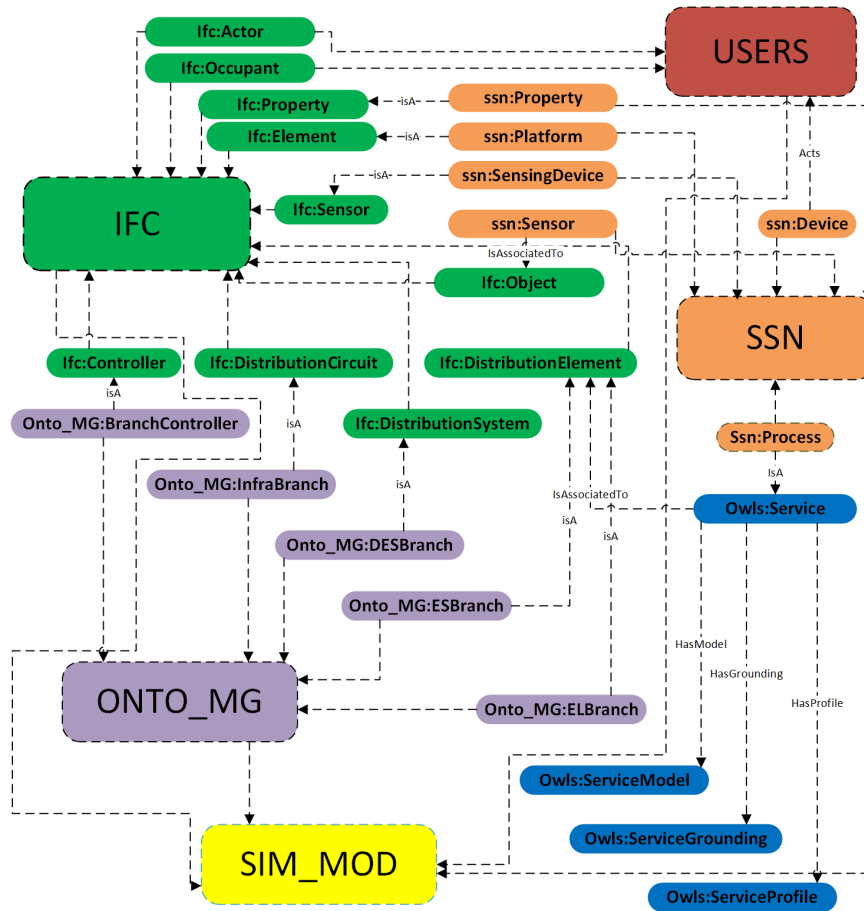 Ifc:Actor
USERS
Ifc:Occupant
Ifc:Property
isA
ssn:Property
Ifc:Element
isA
ssn:Platform
Acts
isA
ssn:SensingDevice
Ifc:Sensor
IFC
ssn:Sensor
ssn:Device
IsAssociatedTo
Ifc:Object
SSN
Ifc:Controller
Ifc:DistributionCircuit
Ifc:DistributionElement
isA
Onto_MG:BranchController
isA
Ifc:DistributionSystem
Ssn:Process
IsA
Onto_MG:InfraBranch
isA
IsAssociatedTo
Owls:Service
isA
isA
Onto_MG:DESBranch
Onto_MG:ESBranch
HasModel
HasGrounding
HasProfile
ONTO_MG
Onto_MG:ELBranch
Owls:ServiceModel
Owls:ServiceGrounding
SIM_MOD
Owls:ServiceProfile